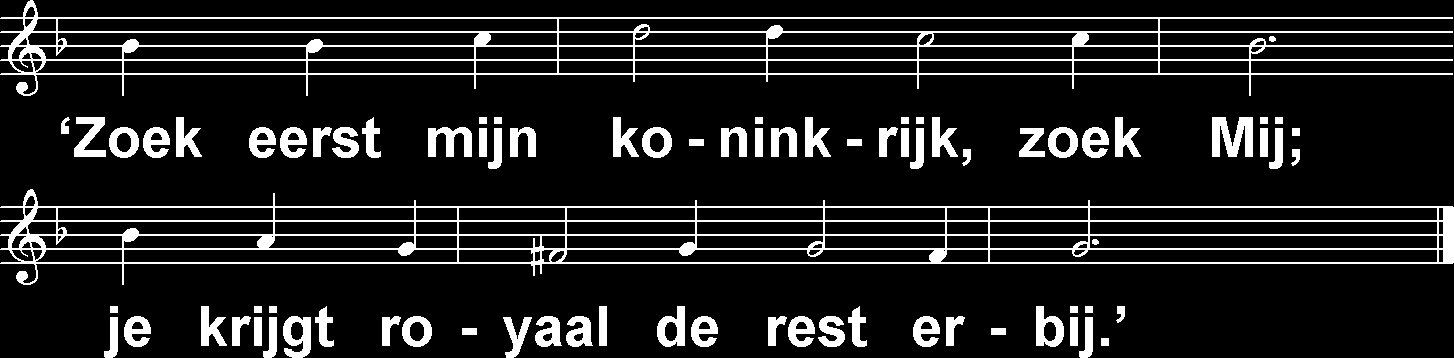 ‘Zoek eerst mijn ko - nink - rijk, zoek Mij;
je krijgt ro - yaal de rest er - bij.’